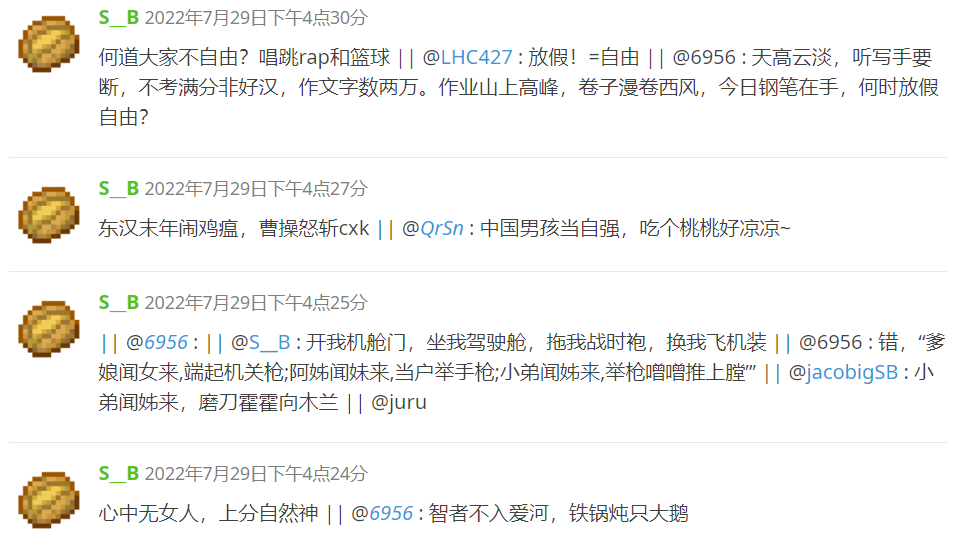 S__B 2022年7月29日下午4点30分
何道大家不自由？唱跳rap和篮球 || @LHC427 : 放假！=自由 || @6956 : 天高云淡，听写手要
断，不考满分非好汉，作文字数两万。作业山上高峰，卷子漫卷西风，今日钢笔在手，何时放假
自由？
S__B 2022年7月29日下午4点27分
东汉末年闹鸡瘟，曹操怒斩cxk || @QrSn : 中国男孩当自强，吃个桃桃好凉凉~
S__B 2022年7月29日下午4点25分
|| @6956 : || @S__B : 开我机舱门，坐我驾驶舱，拖我战时袍，换我飞机装 || @6956 : 错，“爹
娘闻女来,端起机关枪;阿姊闻妹来,当户举手枪;小弟闻姊来,举枪噌噌推上膛’” || @jacobigSB : 小
弟闻姊来，磨刀霍霍向木兰 || @juru
S__B 2022年7月29日下午4点24分
心中无女人，上分自然神 || @6956 : 智者不入爱河，铁锅炖只大鹅